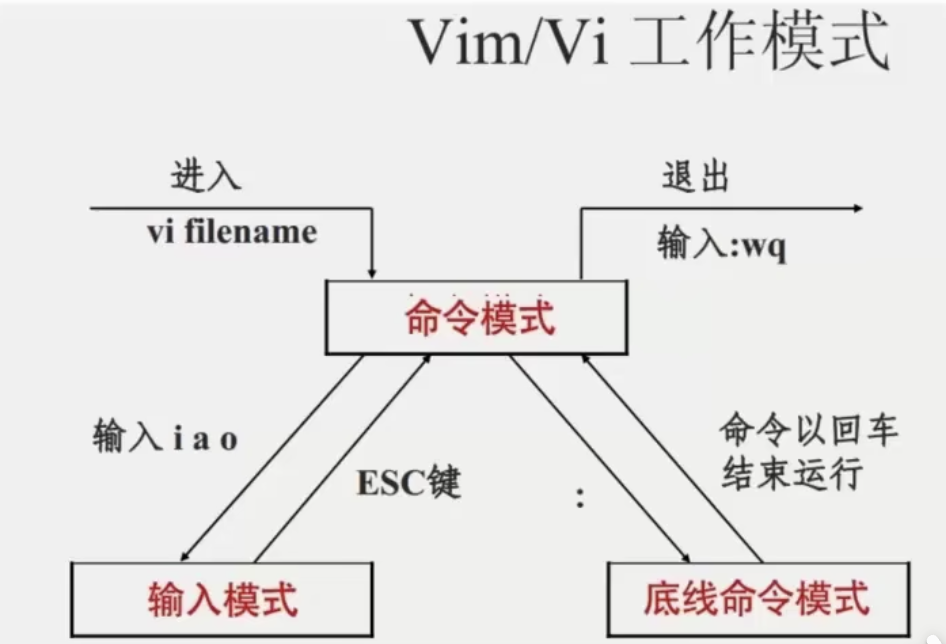 Vim/Vi 工作模式
进入
vi filename
退出
输入:wq
命令模式
输入 i a o
ESC键
:
命令以回车
结束运行
输入模式
底线命令模式